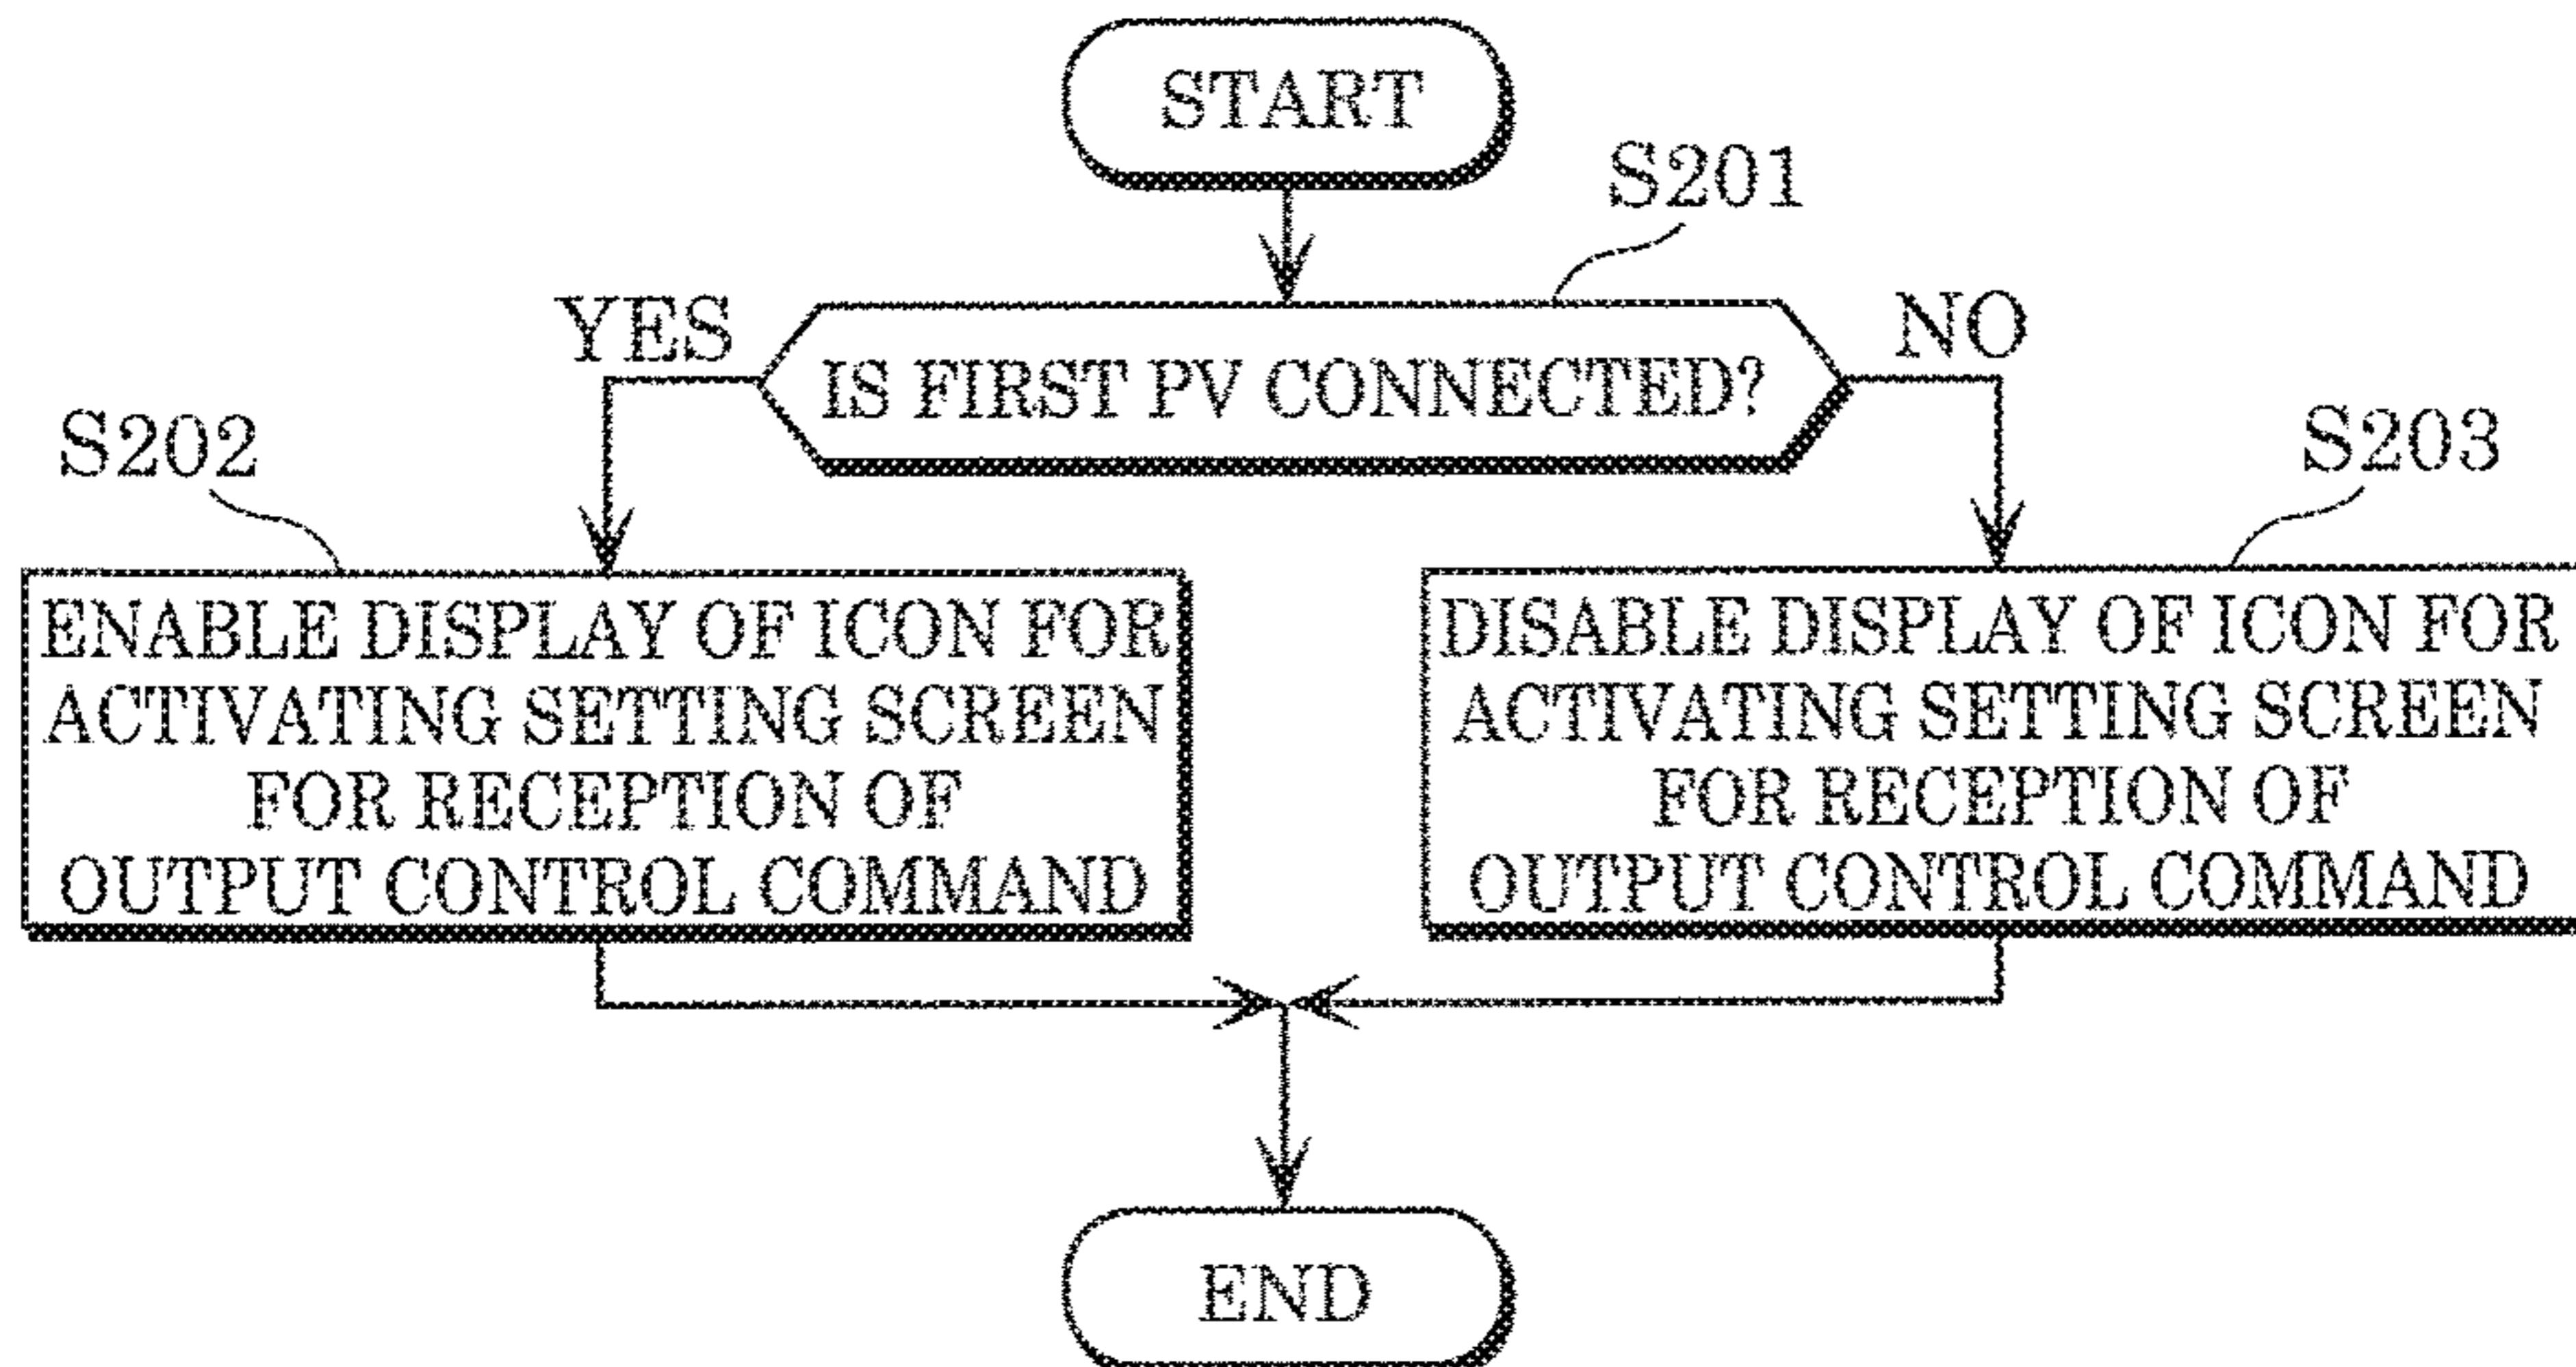 START
S201
YES
NO
IS FIRST PV CONNECTED?
S202
S203
ENABLE DISPLAY OF ICON FOR
ACTIVATING SETTING SCREEN
FOR RECEPTION OF
OUTPUT CONTROL COMMAND
DISABLE DISPLAY OF ICON FOR
ACTIVATING SETTING SCREEN
FOR RECEPTION OF
OUTPUT CONTROL COMMAND
END